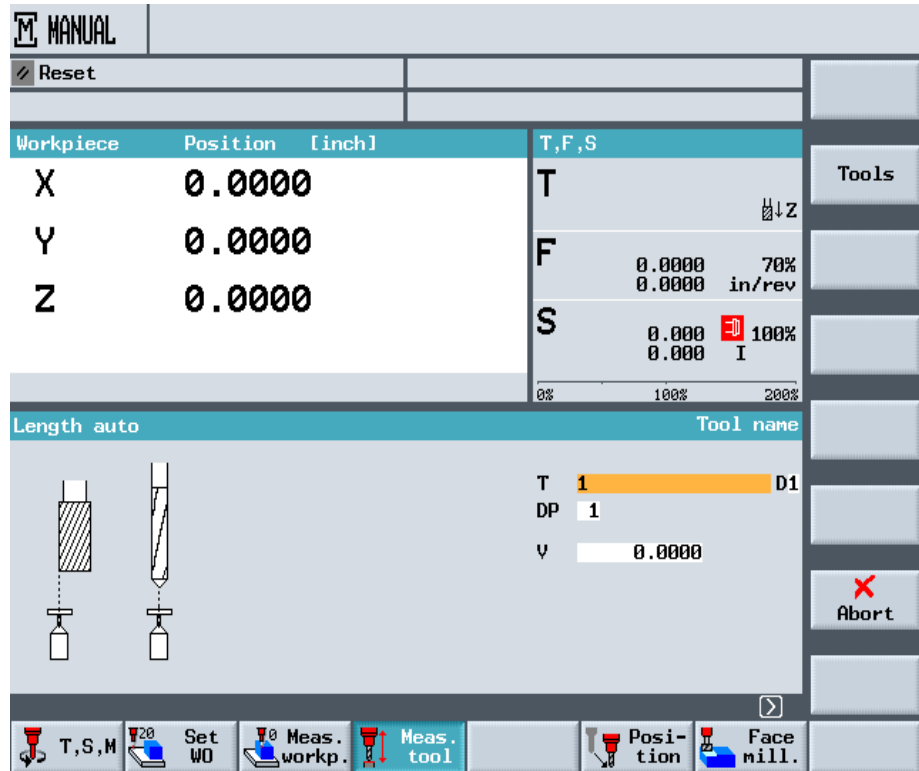 M MANUAL
Reset
Workpiece Position [inch]
T,F,S
X 0.0000
Y 0.0000
Z 0.0000
T
Z
F 0.0000 70%
0.0000 in/rev
S 0.000 100%
0.000 I
0% 100% 200%
Tools
Length auto Tool name
T 1 D1
DP 1
V 0.0000
Abort
T,S,M
20 Set WO
0 Meas. workp.
Meas. tool
Posi-
tion
Face
mill.